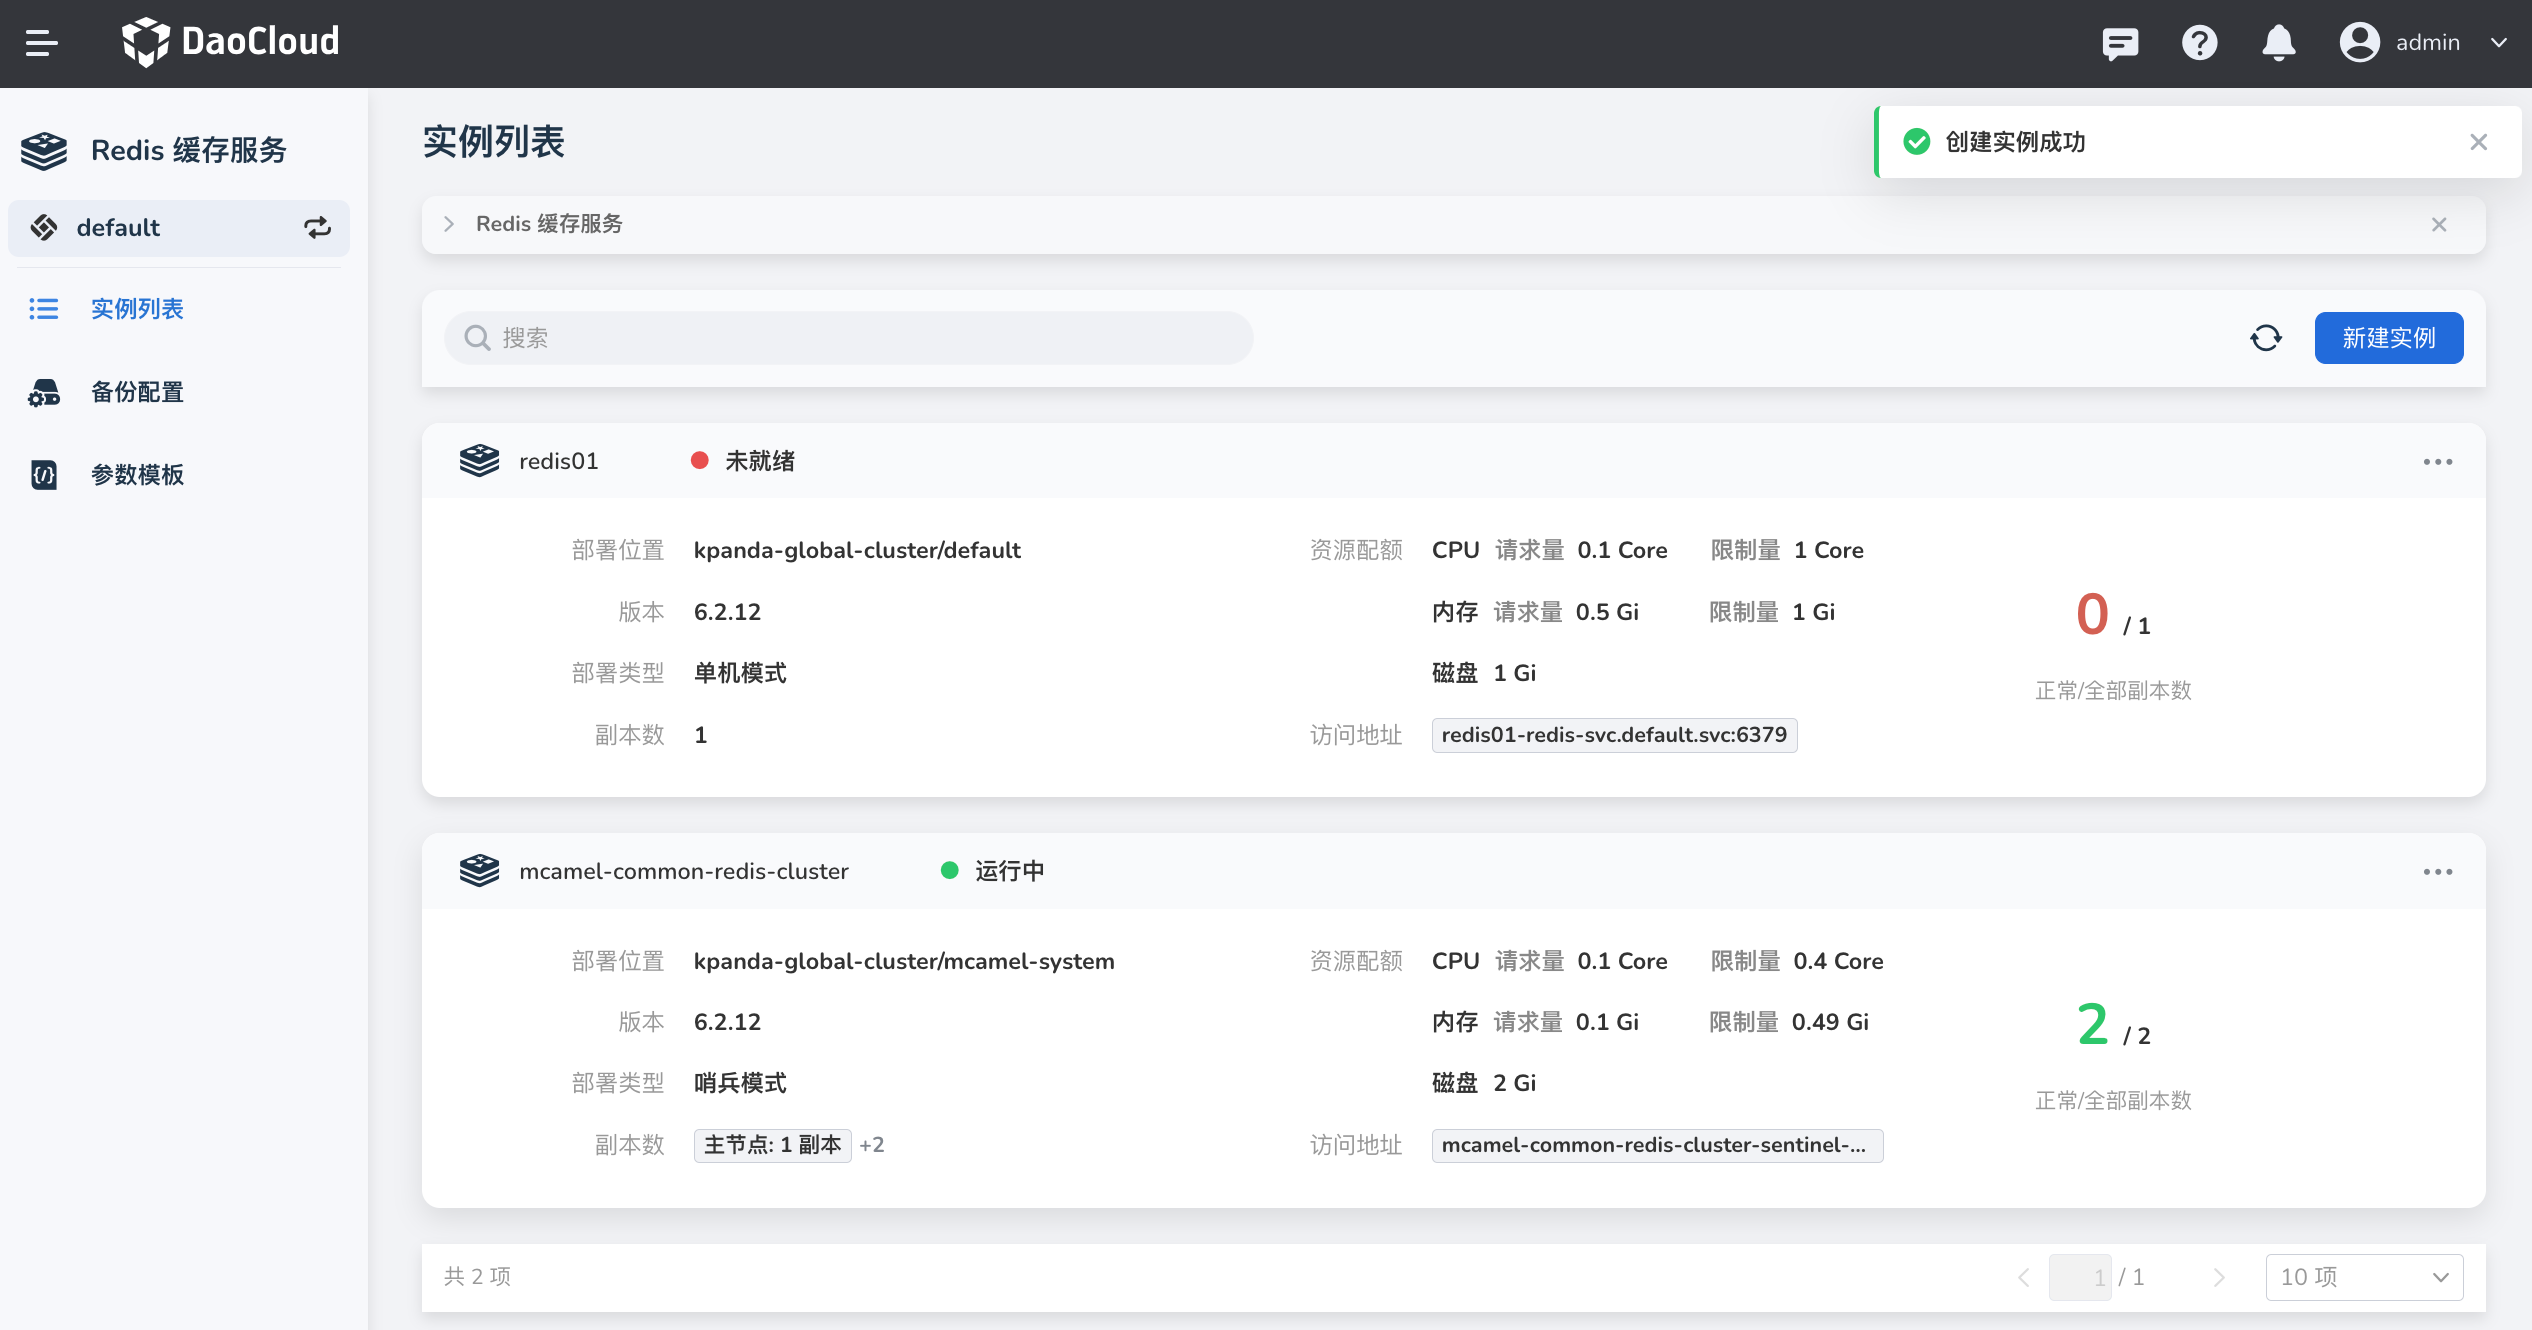 DaoCloud
admin
Redis 缓存服务
default
实例列表
备份配置
参数模板
实例列表
创建实例成功
Redis 缓存服务
搜索
新建实例
redis01 未就绪
部署位置 kpanda-global-cluster/default
版本 6.2.12
部署类型 单机模式
副本数 1
资源配额 CPU 请求量 0.1 Core 限制量 1 Core
内存 请求量 0.5 Gi 限制量 1 Gi
磁盘 1 Gi
访问地址 redis01-redis-svc.default.svc:6379
0 / 1
正常/全部副本数
mcamel-common-redis-cluster 运行中
部署位置 kpanda-global-cluster/mcamel-system
版本 6.2.12
部署类型 哨兵模式
副本数 主节点: 1 副本 +2
资源配额 CPU 请求量 0.1 Core 限制量 0.4 Core
内存 请求量 0.1 Gi 限制量 0.49 Gi
磁盘 2 Gi
访问地址 mcamel-common-redis-cluster-sentinel-...
2 / 2
正常/全部副本数
共 2 项
1 / 1
10 项